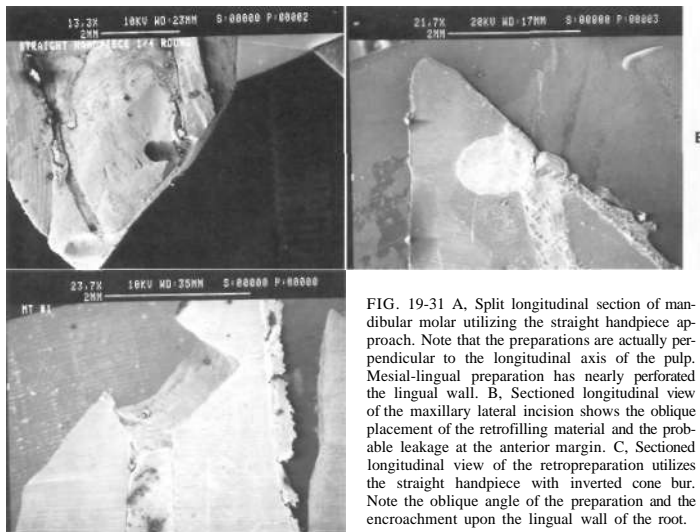 13.3X 10KV WD:23MM S:00000 P:00002
2MM
STRAIGHT HANDPIECE 1/4 ROUND
21.7X 20KV WD:17MM S:00000 P:00003
2MM
B
23.7X 10KV WD:35MM S:00000 P:00000
2MM
MT #1
FIG. 19-31 A, Split longitudinal section of man-
dibular molar utilizing the straight handpiece ap-
proach. Note that the preparations are actually per-
pendicular to the longitudinal axis of the pulp.
Mesial-lingual preparation has nearly perforated
the lingual wall. B, Sectioned longitudinal view
of the maxillary lateral incision shows the oblique
placement of the retrofilling material and the prob-
able leakage at the anterior margin. C, Sectioned
longitudinal view of the retropreparation utilizes
the straight handpiece with inverted cone bur.
Note the oblique angle of the preparation and the
encroachment upon the lingual wall of the root.